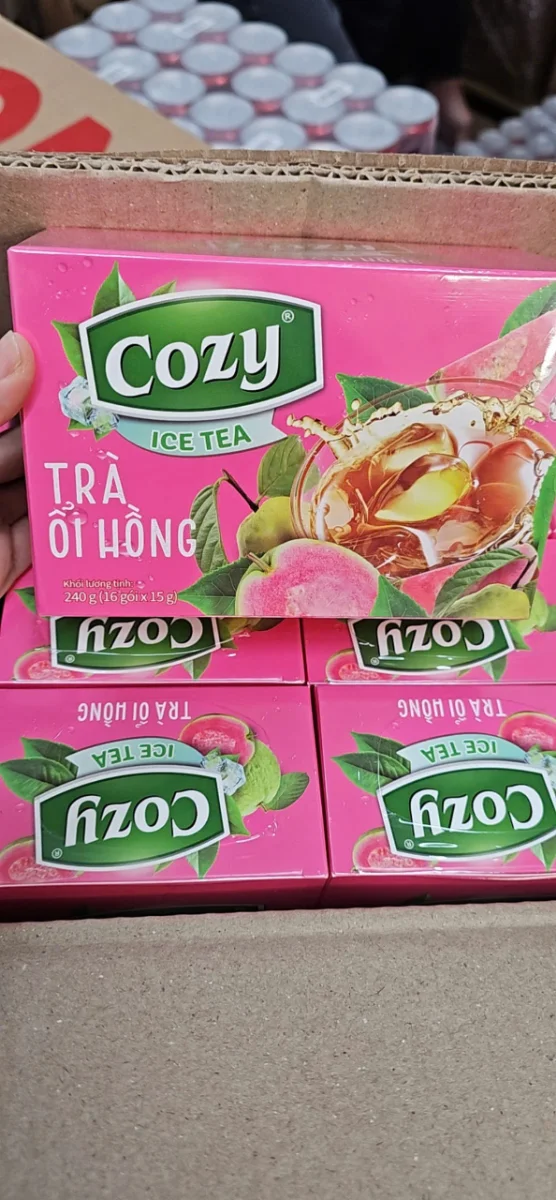 Cozy®
ICE TEA
TRÀ
ỔI HỒNG
Khối lượng tịnh:
240 g (16 gói x 15 g)
Cozy®
Cozy®
TRÀ ỔI HỒNG
ICE TEA
Cozy®
TRÀ ỔI HỒNG
ICE TEA
Cozy®